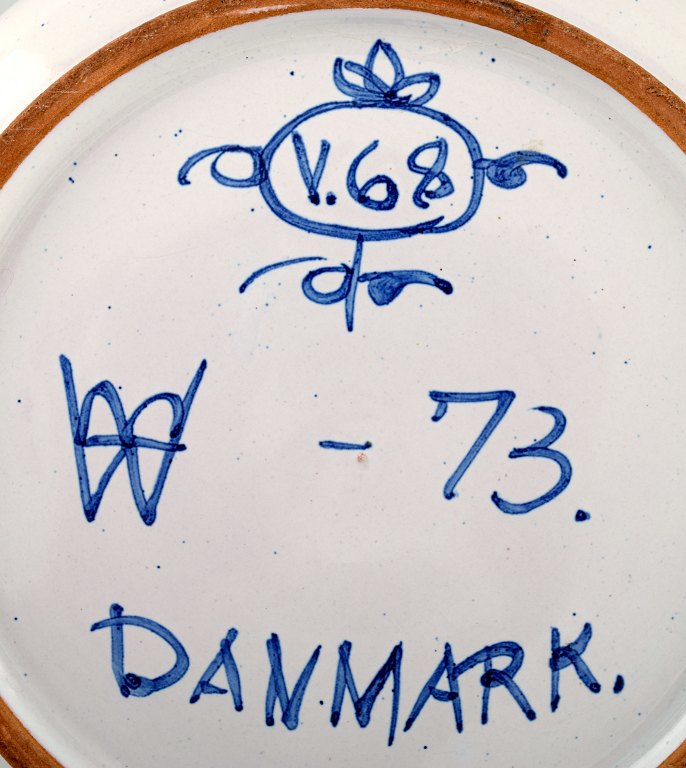 V.68
W - 73.
DANMARK.